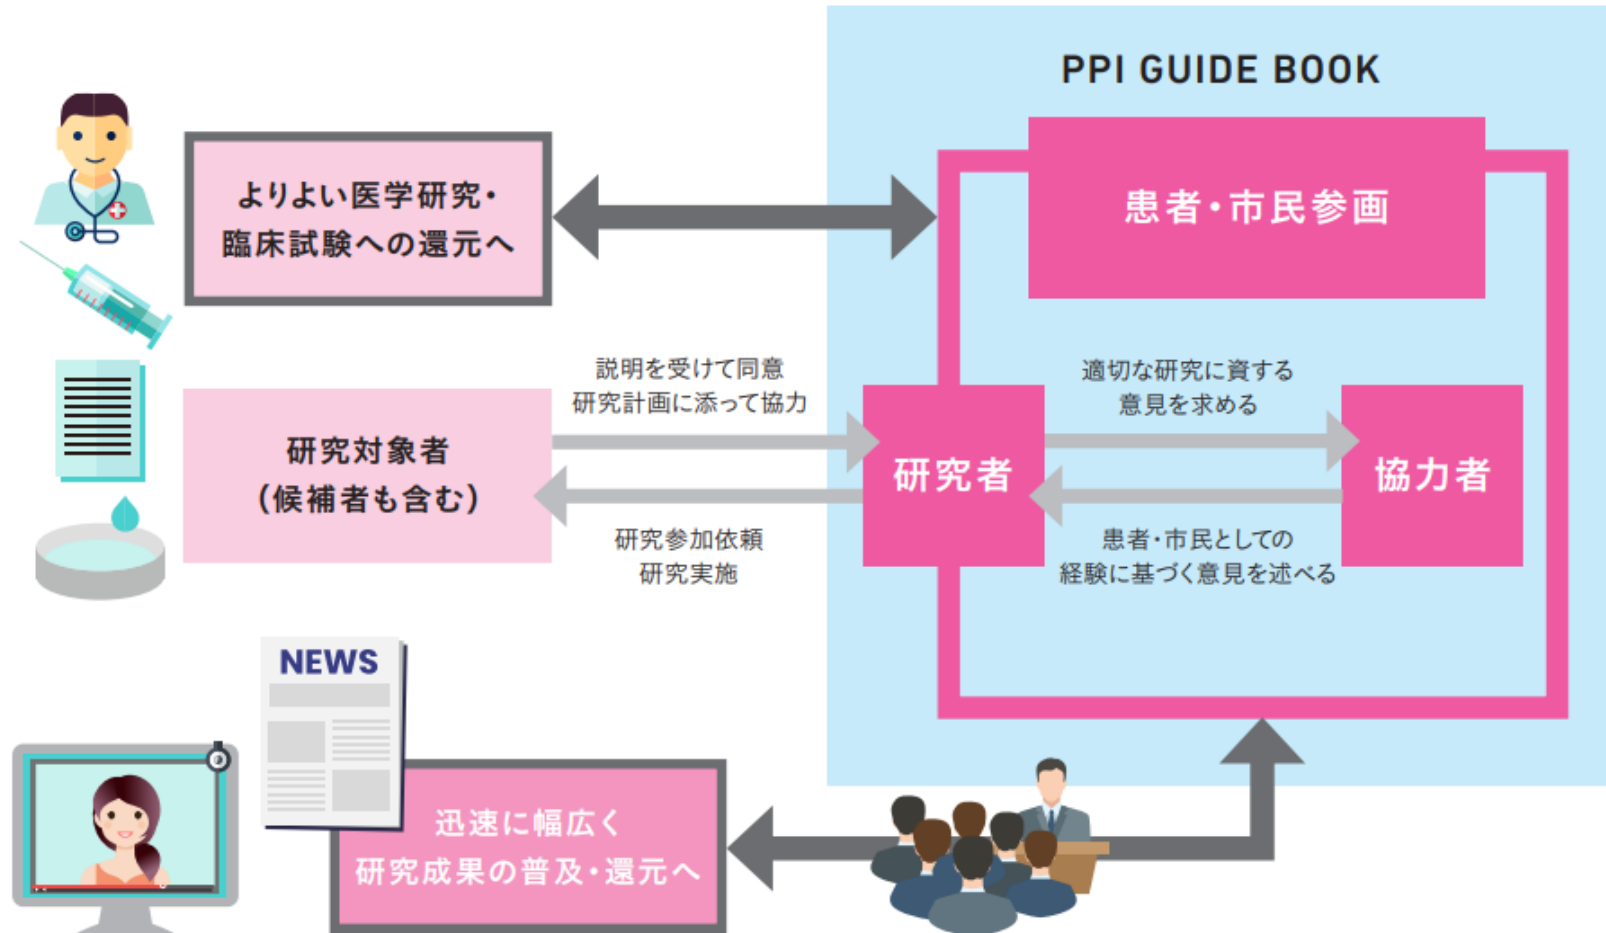 PPI GUIDE BOOK
患者・市民参画
よりよい医学研究・
臨床試験への還元へ
説明を受けて同意
研究計画に添って協力
適切な研究に資する
意見を求める
研究対象者
(候補者も含む)
研究者
協力者
研究参加依頼
研究実施
患者・市民としての
経験に基づく意見を述べる
NEWS
迅速に幅広く
研究成果の普及・還元へ